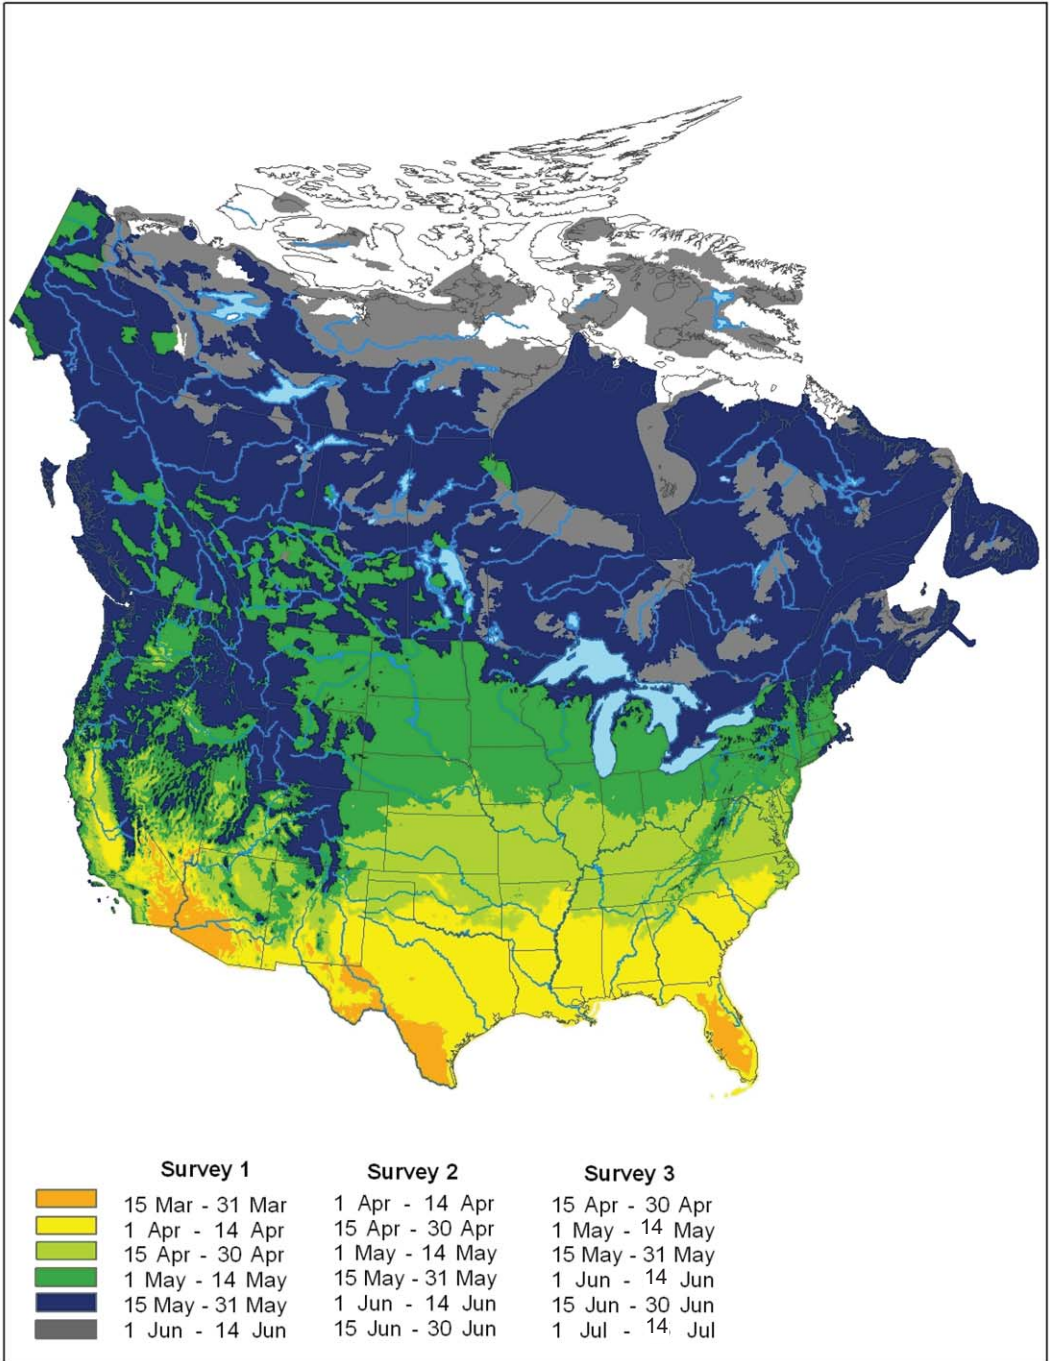 Survey 1 Survey 2 Survey 3
15 Mar - 31 Mar 1 Apr - 14 Apr 15 Apr - 30 Apr
1 Apr - 14 Apr 15 Apr - 30 Apr 1 May - 14 May
15 Apr - 30 Apr 1 May - 14 May 15 May - 31 May
1 May - 14 May 15 May - 31 May 1 Jun - 14 Jun
15 May - 31 May 1 Jun - 14 Jun 15 Jun - 30 Jun
1 Jun - 14 Jun 15 Jun - 30 Jun 1 Jul - 14 Jul